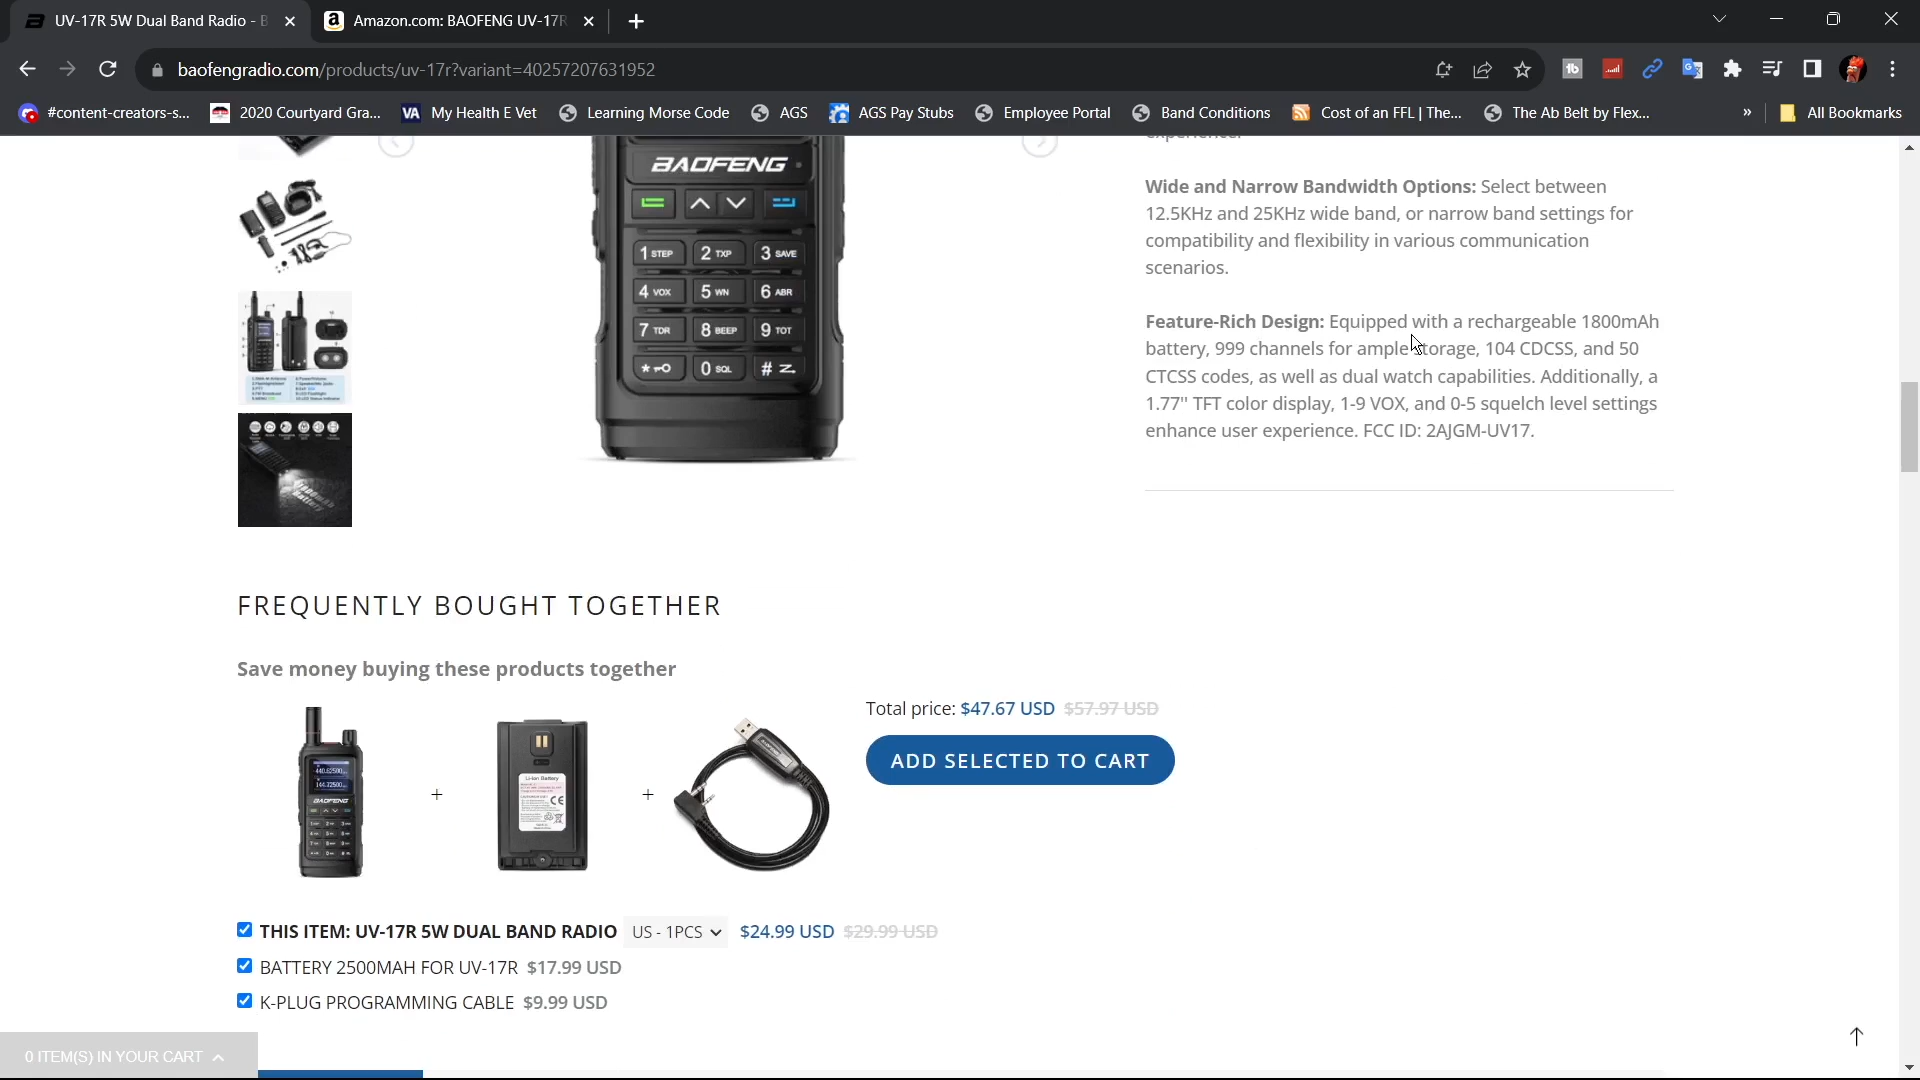 UV-17R 5W Dual Band Radio - B
Amazon.com: BAOFENG UV-17R
baofengradio.com/products/uv-17r?variant=40257207631952
#content-creators-s...
2020 Courtyard Gra...
VA My Health E Vet
Learning Morse Code
AGS
AGS Pay Stubs
Employee Portal
Band Conditions
Cost of an FFL | The...
The Ab Belt by Flex...
»
All Bookmarks
BAOFENG
1 STEP 2 TXP 3 SAVE
4 VOX 5 WN 6 ABR
7 TDR 8 BEEP 9 TOT
* 0 SQL #
experience.
Wide and Narrow Bandwidth Options: Select between
12.5KHz and 25KHz wide band, or narrow band settings for
compatibility and flexibility in various communication
scenarios.
Feature-Rich Design: Equipped with a rechargeable 1800mAh
battery, 999 channels for ample storage, 104 CDCSS, and 50
CTCSS codes, as well as dual watch capabilities. Additionally, a
1.77" TFT color display, 1-9 VOX, and 0-5 squelch level settings
enhance user experience. FCC ID: 2AJGM-UV17.
FREQUENTLY BOUGHT TOGETHER
Save money buying these products together
BAOFENG
+
Li-ion Battery
+
Total price: $47.67 USD $57.97 USD
ADD SELECTED TO CART
THIS ITEM: UV-17R 5W DUAL BAND RADIO US - 1PCS $24.99 USD $29.99 USD
BATTERY 2500MAH FOR UV-17R $17.99 USD
K-PLUG PROGRAMMING CABLE $9.99 USD
0 ITEM(S) IN YOUR CART